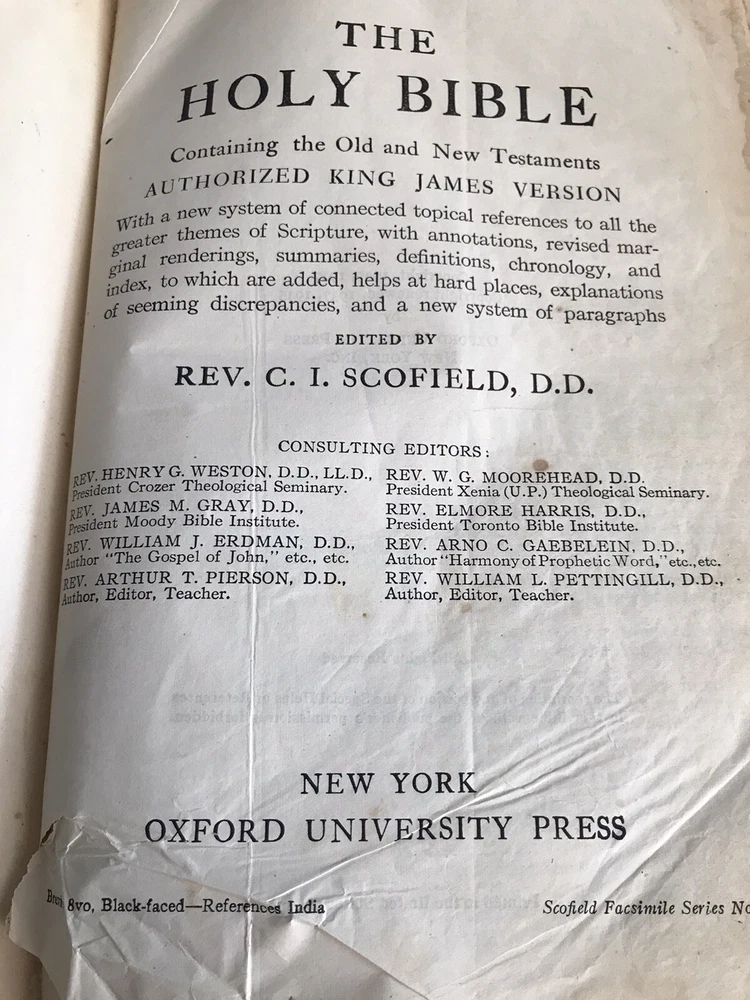 THE
HOLY BIBLE
Containing the Old and New Testaments
AUTHORIZED KING JAMES VERSION
With a new system of connected topical references to all the
greater themes of Scripture, with annotations, revised mar-
ginal renderings, summaries, definitions, chronology, and
index, to which are added, helps at hard places, explanations
of seeming discrepancies, and a new system of paragraphs
EDITED BY
REV. C. I. SCOFIELD, D.D.
CONSULTING EDITORS:
REV. HENRY G. WESTON, D.D., LL.D.,
President Crozer Theological Seminary.
REV. JAMES M. GRAY, D.D.,
President Moody Bible Institute.
REV. WILLIAM J. ERDMAN, D.D.,
Author "The Gospel of John," etc., etc.
REV. ARTHUR T. PIERSON, D.D.,
Author, Editor, Teacher.
REV. W. G. MOOREHEAD, D.D.
President Xenia (U.P.) Theological Seminary.
REV. ELMORE HARRIS, D.D.,
President Toronto Bible Institute.
REV. ARNO C. GAEBELEIN, D.D.,
Author "Harmony of Prophetic Word," etc., etc.
REV. WILLIAM L. PETTINGILL, D.D.,
Author, Editor, Teacher.
NEW YORK
OXFORD UNIVERSITY PRESS
8vo, Black-faced—References India
Scofield Facsimile Series No